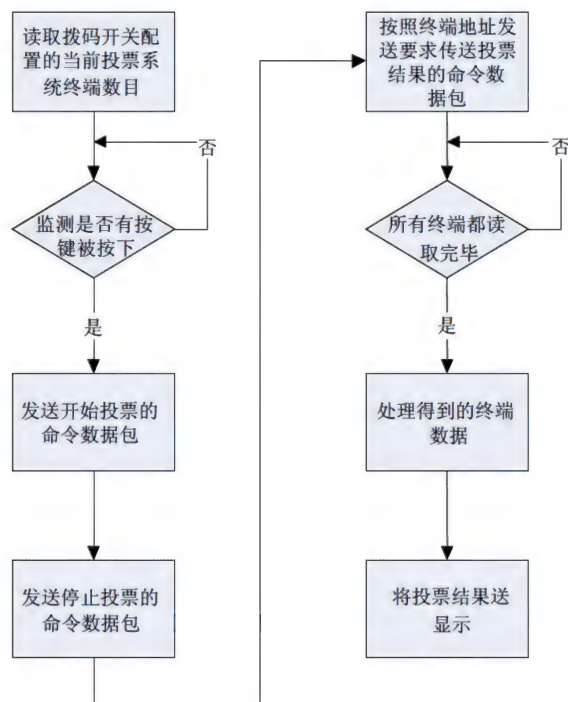 读取拨码开关配
置的当前投票系
统终端数目
否
监测是否有按
键被按下
是
发送开始投票的
命令数据包
发送停止投票的
命令数据包
按照终端地址发
送要求传送投票
结果的命令数
据包
否
所有终端都读
取完毕
是
处理得到的终端
数据
将投票结果送
显示